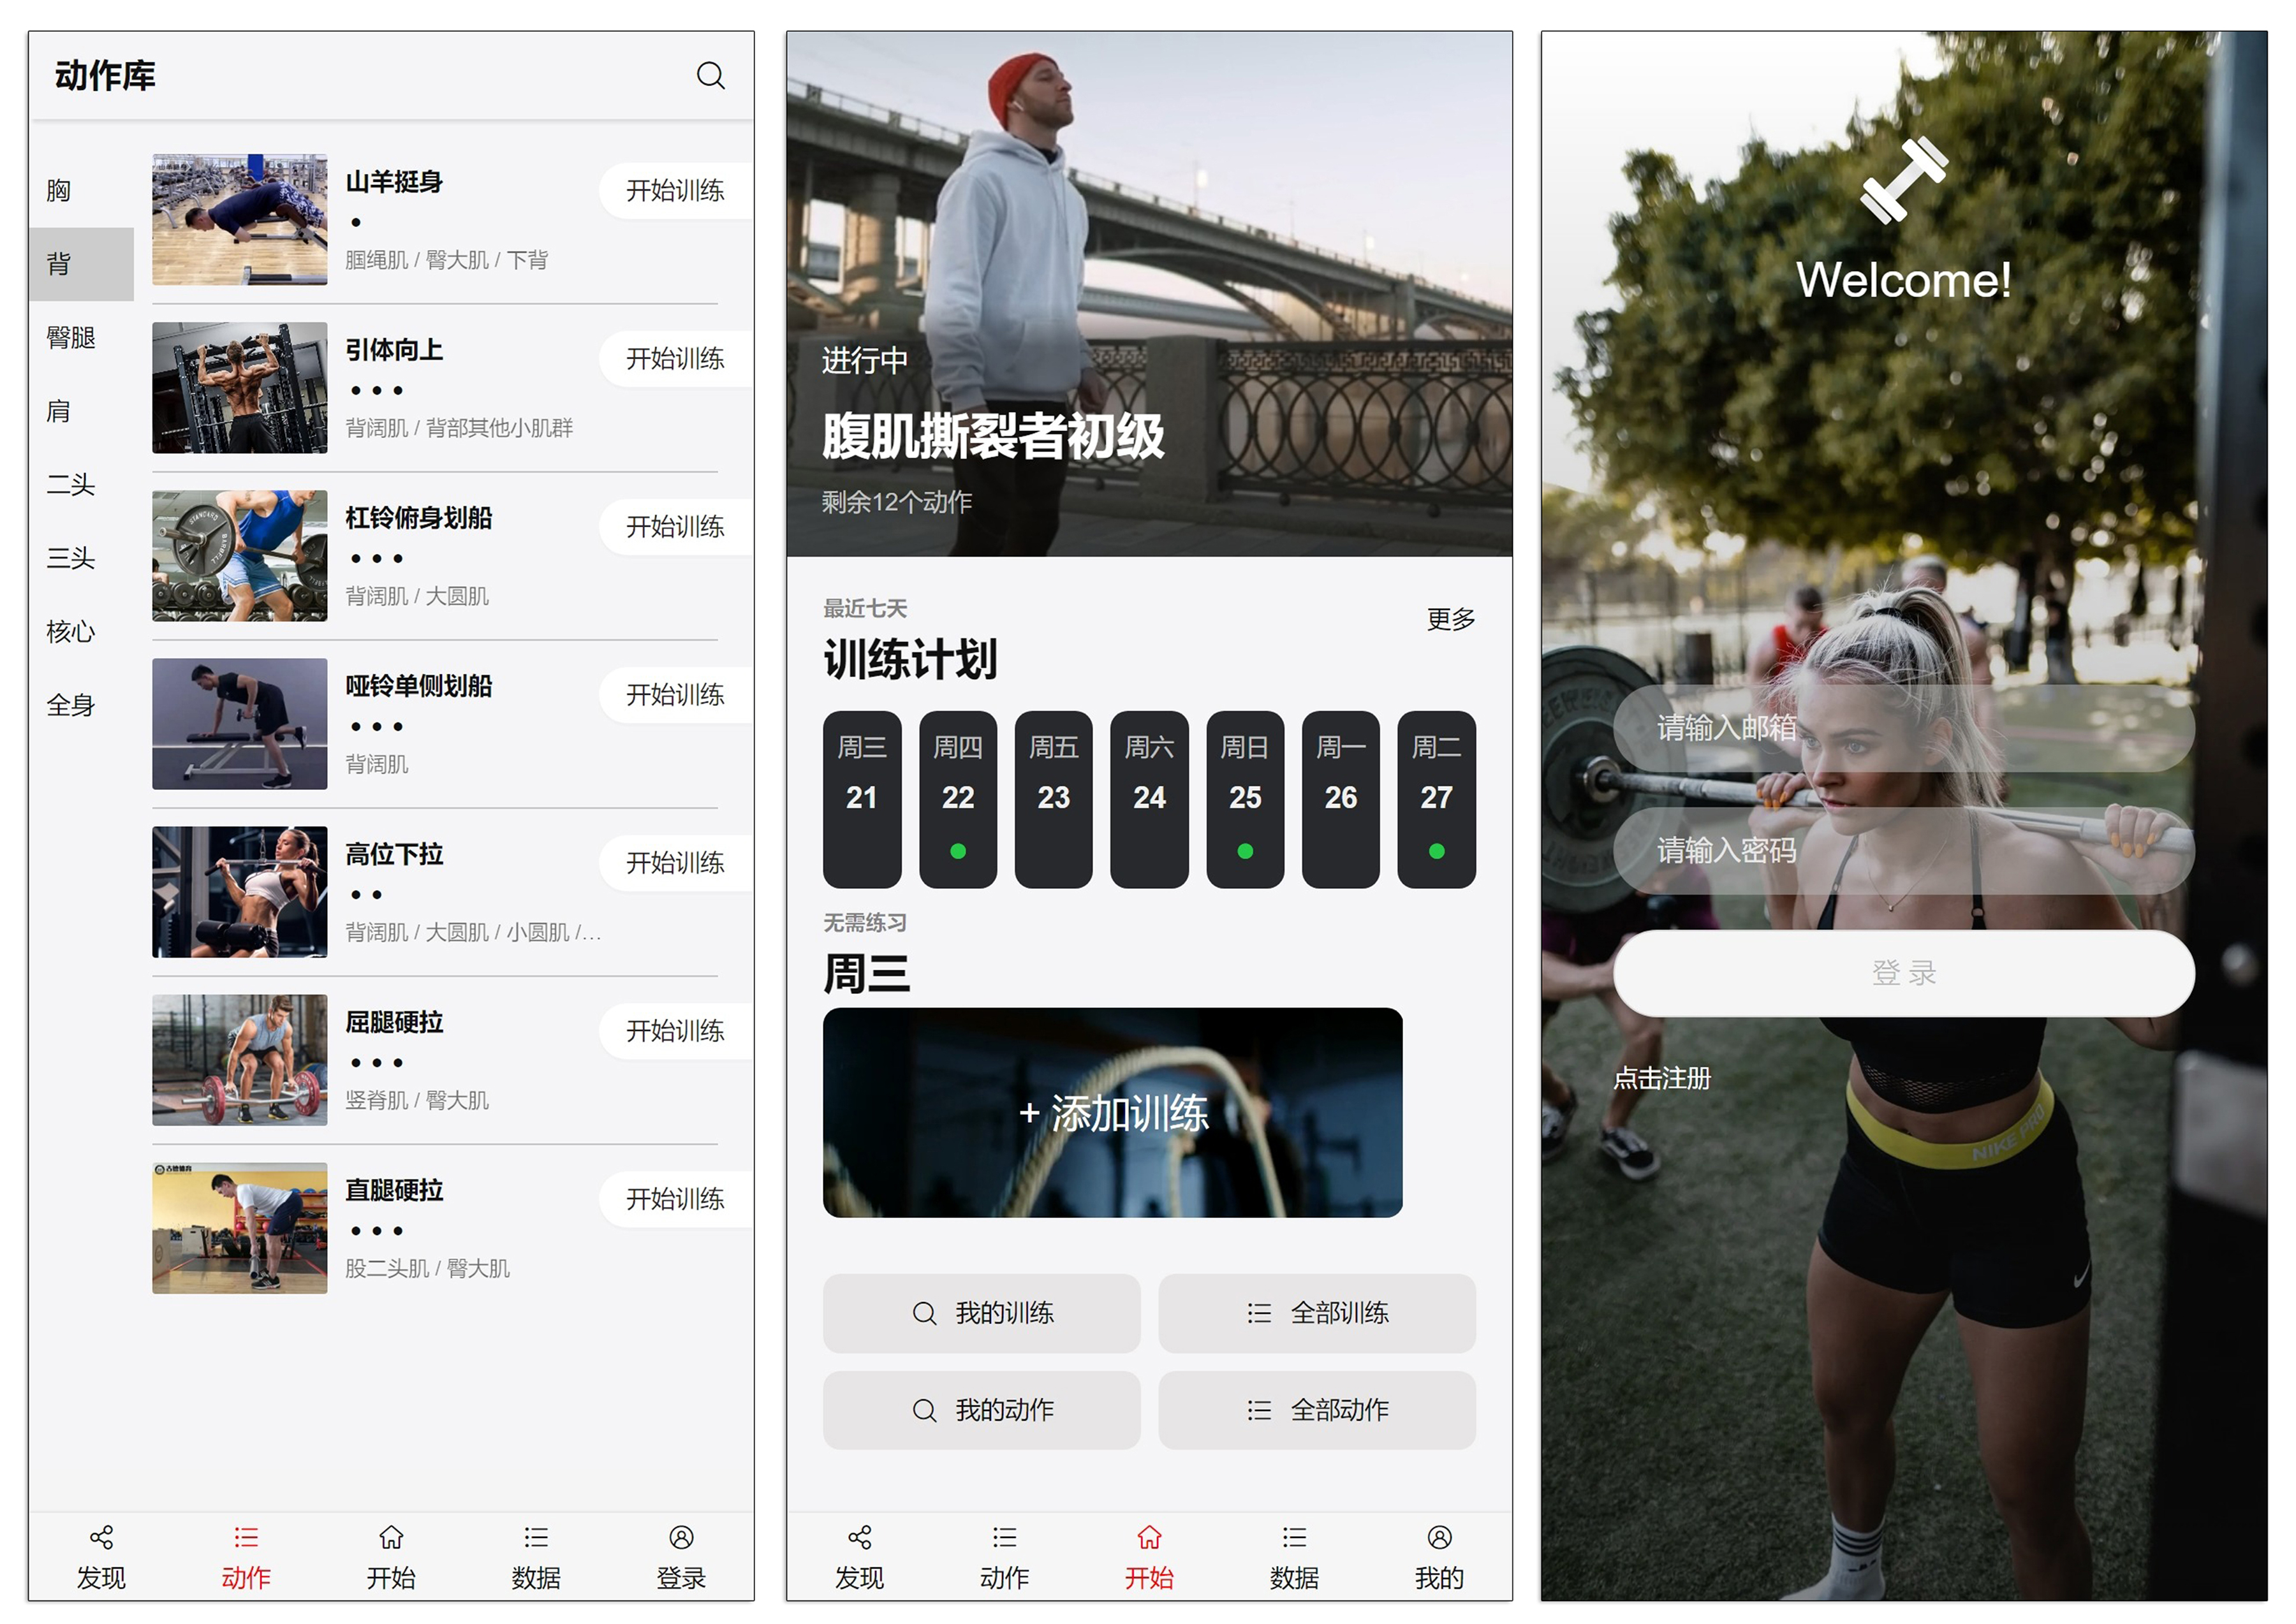 动作库
胸
背
臀腿
肩
二头
三头
核心
全身
山羊挺身
开始训练
腘绳肌 / 臀大肌 / 下背
引体向上
开始训练
背阔肌 / 背部其他小肌群
杠铃俯身划船
开始训练
背阔肌 / 大圆肌
哑铃单侧划船
开始训练
背阔肌
高位下拉
开始训练
背阔肌 / 大圆肌 / 小圆肌 /...
屈腿硬拉
开始训练
竖脊肌 / 臀大肌
直腿硬拉
开始训练
股二头肌 / 臀大肌
发现 动作 开始 数据 登录
进行中
腹肌撕裂者初级
剩余12个动作
最近七天
更多
训练计划
周三 周四 周五 周六 周日 周一 周二
21 22 23 24 25 26 27
无需练习
周三
+ 添加训练
我的训练 全部训练
我的动作 全部动作
发现 动作 开始 数据 我的
Welcome!
请输入邮箱
请输入密码
登 录
点击注册
NIKE PRO